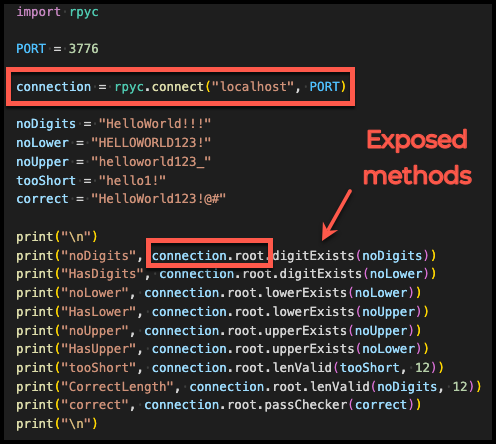 import rpyc
PORT = 3776
connection = rpyc.connect("localhost", PORT)
noDigits = "HelloWorld!!!"
noLower = "HELLOWORLD123!"
noUpper = "helloworld123_"
tooShort = "hello1!"
correct = "HelloWorld123!@#"
Exposed
methods
print("\n")
print("noDigits", connection.root.digitExists(noDigits))
print("HasDigits", connection.root.digitExists(noLower))
print("noLower", connection.root.lowerExists(noLower))
print("HasLower", connection.root.lowerExists(noUpper))
print("noUpper", connection.root.upperExists(noUpper))
print("HasUpper", connection.root.upperExists(noLower))
print("tooShort", connection.root.lenValid(tooShort, 12))
print("CorrectLength", connection.root.lenValid(noDigits, 12))
print("correct", connection.root.passChecker(correct))
print("\n")